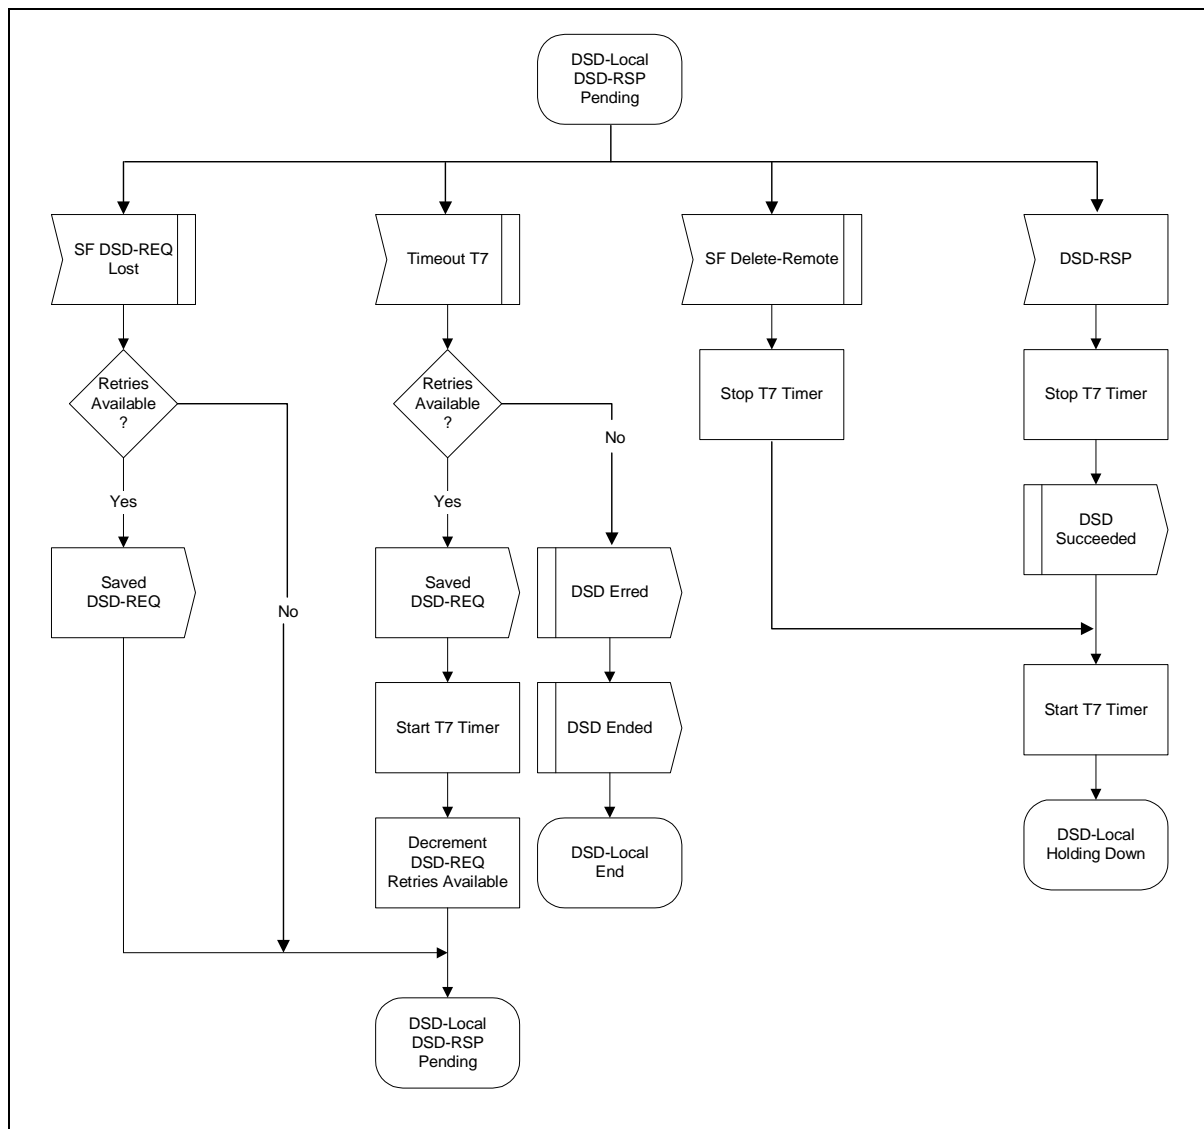 DSD-Local
DSD-RSP
Pending
SF DSD-REQ
Lost
Timeout T7
SF Delete-Remote
DSD-RSP
Retries
Available
?
Retries
Available
?
Stop T7 Timer
Stop T7 Timer
No
Yes
Yes
DSD
Succeeded
Saved
DSD-REQ
No
Saved
DSD-REQ
DSD Erred
Start T7 Timer
DSD Ended
Start T7 Timer
Decrement
DSD-REQ
Retries Available
DSD-Local
End
DSD-Local
Holding Down
DSD-Local
DSD-RSP
Pending